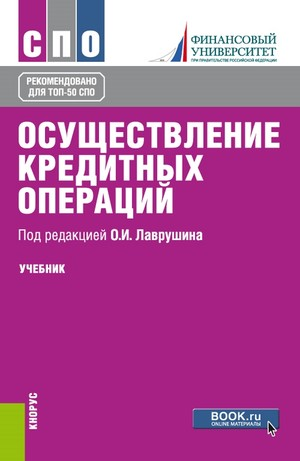 СПО
ФИНАНСОВЫЙ
УНИВЕРСИТЕТ
ПРИ ПРАВИТЕЛЬСТВЕ РОССИЙСКОЙ ФЕДЕРАЦИИ
РЕКОМЕНДОВАНО
ДЛЯ ТОП-50 СПО
ОСУЩЕСТВЛЕНИЕ
КРЕДИТНЫХ
ОПЕРАЦИЙ
Под редакцией О.И. Лаврушина
УЧЕБНИК
КНОРУС
BOOK.ru
ONLINE МАТЕРИАЛЫ